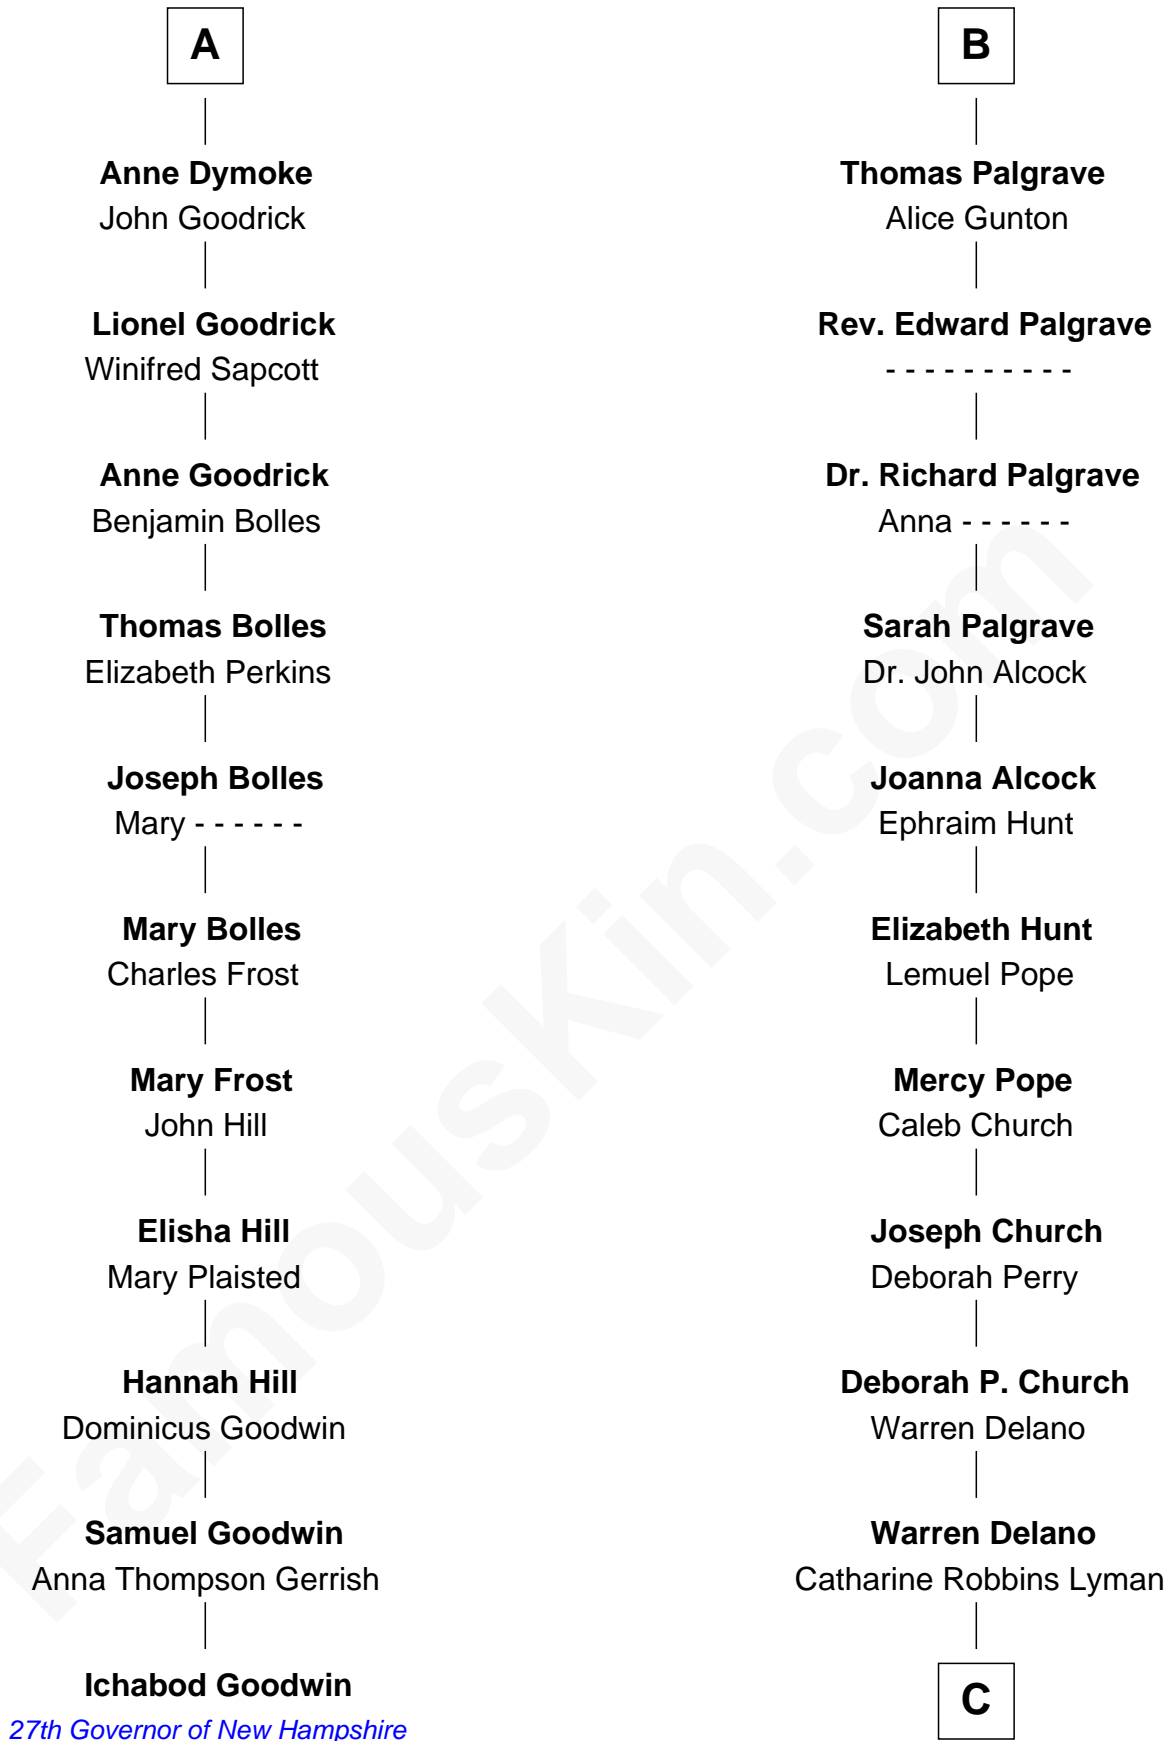 A
Anne Dymoke
John Goodrick
Lionel Goodrick
Winifred Sapcott
Anne Goodrick
Benjamin Bolles
Thomas Bolles
Elizabeth Perkins
Joseph Bolles
Mary - - - - - -
Mary Bolles
Charles Frost
Mary Frost
John Hill
Elisha Hill
Mary Plaisted
Hannah Hill
Dominicus Goodwin
Samuel Goodwin
Anna Thompson Gerrish
Ichabod Goodwin
27th Governor of New Hampshire
B
Thomas Palgrave
Alice Gunton
Rev. Edward Palgrave
- - - - - - - - - -
Dr. Richard Palgrave
Anna - - - - - -
Sarah Palgrave
Dr. John Alcock
Joanna Alcock
Ephraim Hunt
Elizabeth Hunt
Lemuel Pope
Mercy Pope
Caleb Church
Joseph Church
Deborah Perry
Deborah P. Church
Warren Delano
Warren Delano
Catharine Robbins Lyman
C
FamousKin.com